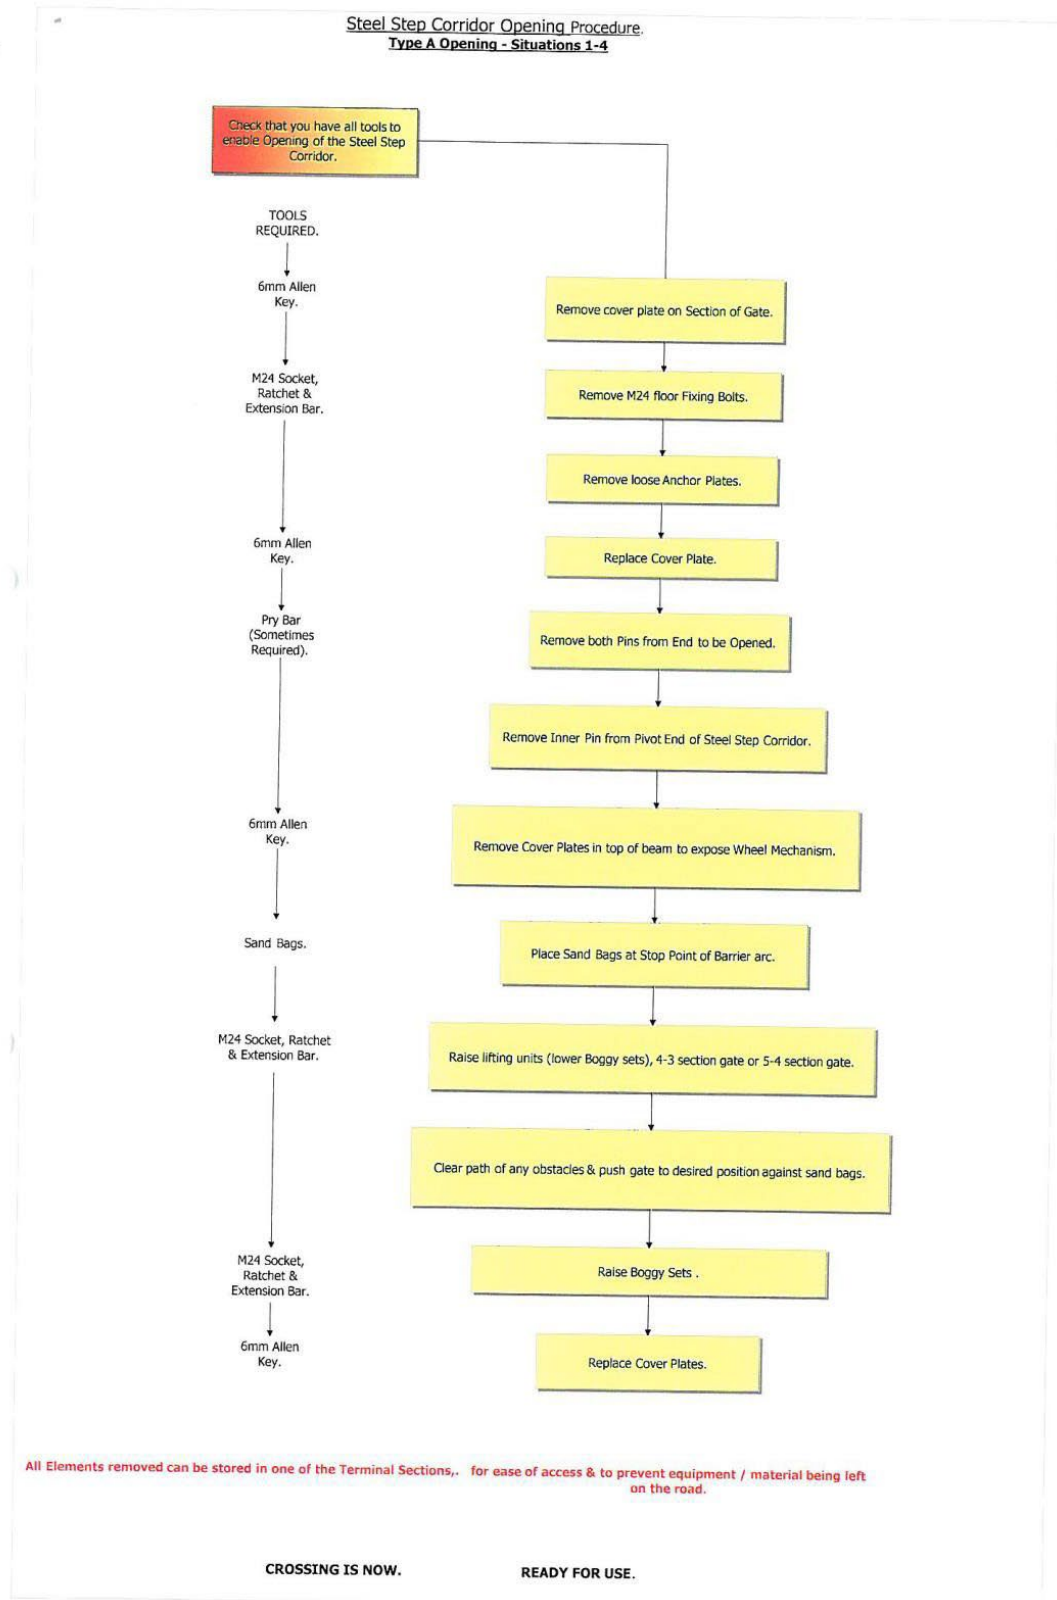 Steel Step Corridor Opening Procedure.
Type A Opening - Situations 1-4
Check that you have all tools to
enable Opening of the Steel Step
Corridor.
TOOLS
REQUIRED.
6mm Allen
Key.
M24 Socket,
Ratchet &
Extension Bar.
6mm Allen
Key.
Pry Bar
(Sometimes
Required).
6mm Allen
Key.
Sand Bags.
M24 Socket, Ratchet
& Extension Bar.
M24 Socket,
Ratchet &
Extension Bar.
6mm Allen
Key.
Remove cover plate on Section of Gate.
Remove M24 floor Fixing Bolts.
Remove loose Anchor Plates.
Replace Cover Plate.
Remove both Pins from End to be Opened.
Remove Inner Pin from Pivot End of Steel Step Corridor.
Remove Cover Plates in top of beam to expose Wheel Mechanism.
Place Sand Bags at Stop Point of Barrier arc.
Raise lifting units (lower Boggy sets), 4-3 section gate or 5-4 section gate.
Clear path of any obstacles & push gate to desired position against sand bags.
Raise Boggy Sets .
Replace Cover Plates.
All Elements removed can be stored in one of the Terminal Sections,. for ease of access & to prevent equipment / material being left
on the road.
CROSSING IS NOW. READY FOR USE.